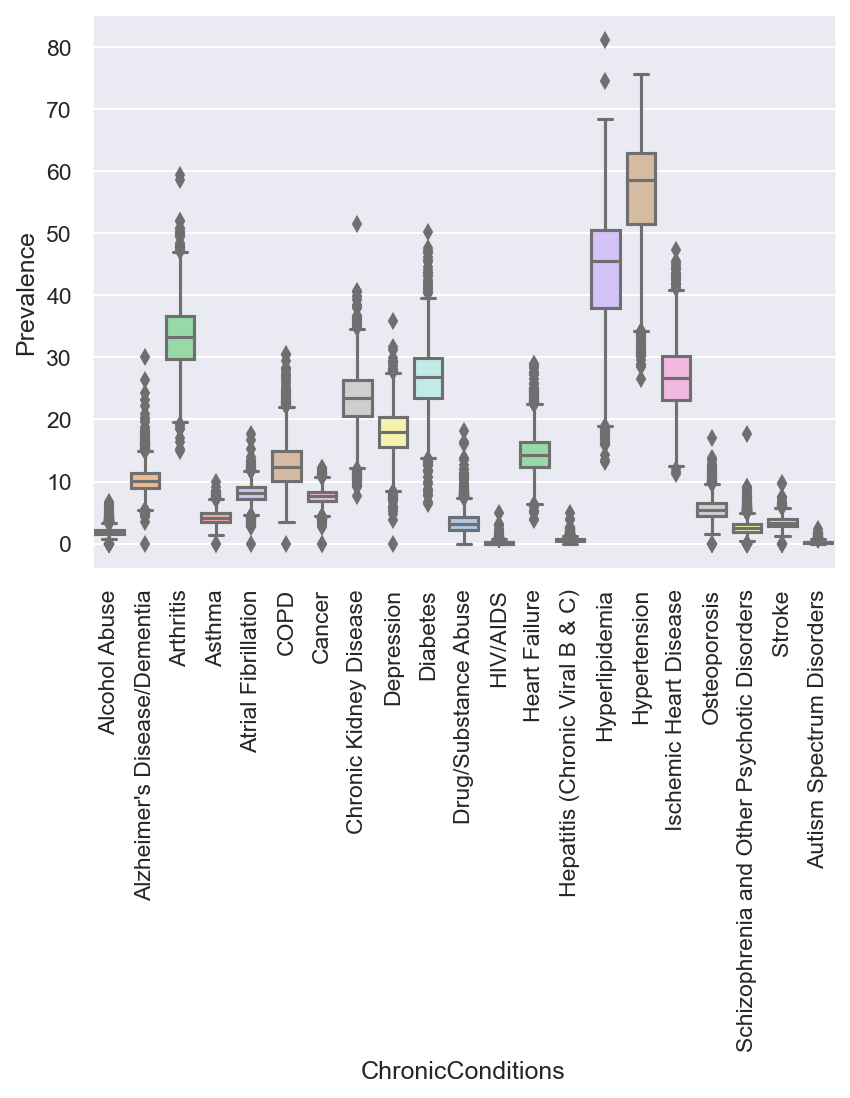 80
70
60
50
40
30
20
10
0
Prevalence
Alcohol Abuse
Alzheimer's Disease/Dementia
Arthritis
Asthma
Atrial Fibrillation
COPD
Cancer
Chronic Kidney Disease
Depression
Diabetes
Drug/Substance Abuse
HIV/AIDS
Heart Failure
Hepatitis (Chronic Viral B & C)
Hyperlipidemia
Hypertension
Ischemic Heart Disease
Osteoporosis
Schizophrenia and Other Psychotic Disorders
Stroke
Autism Spectrum Disorders
ChronicConditions